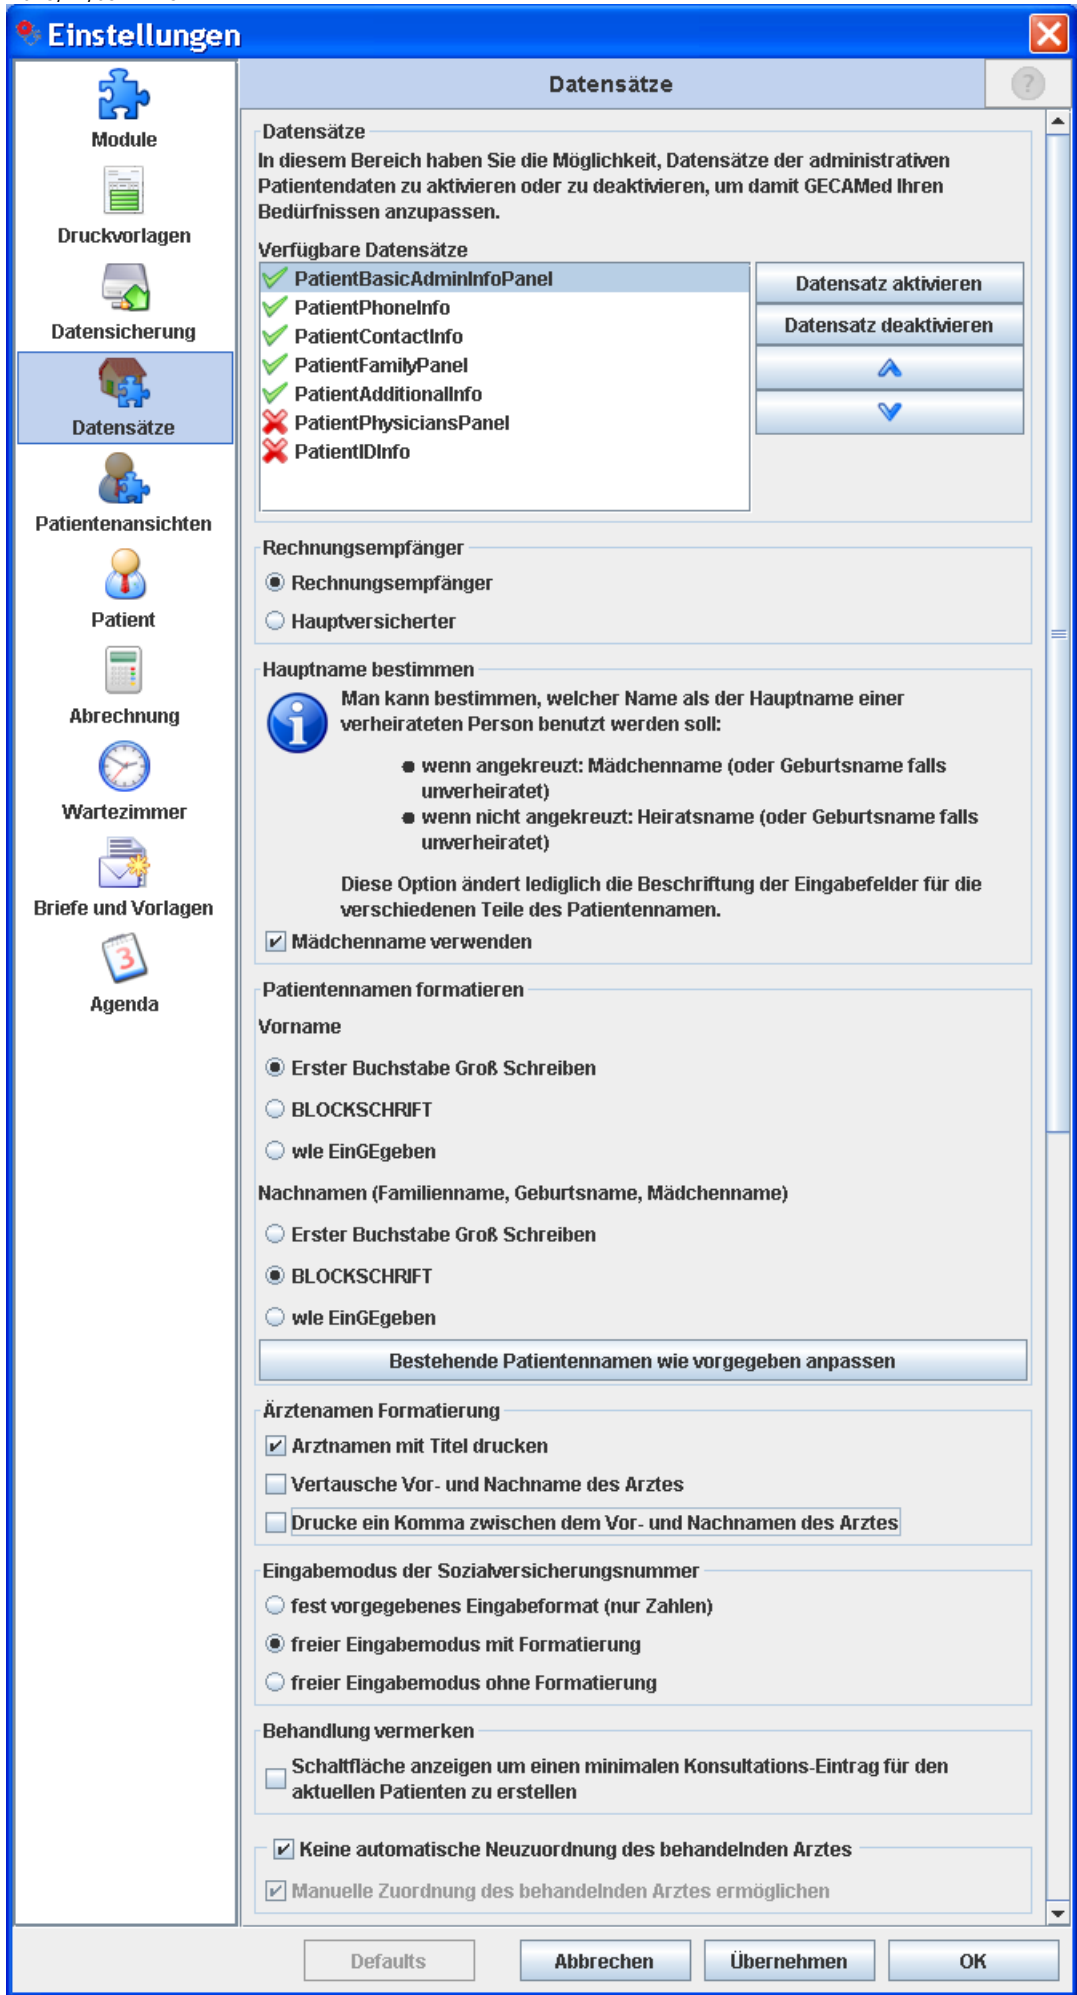 Einstellungen
Datensätze
Module
Druckvorlagen
Datensicherung
Datensätze
Patientenansichten
Patient
Abrechnung
Wartezimmer
Briefe und Vorlagen
3
Agenda
Datensätze
In diesem Bereich haben Sie die Möglichkeit, Datensätze der administrativen
Patientendaten zu aktivieren oder zu deaktivieren, um damit GECAMed Ihren
Bedürfnissen anzupassen.
Verfügbare Datensätze
PatientBasicAdminInfoPanel
PatientPhoneInfo
PatientContactInfo
PatientFamilyPanel
PatientAdditionalInfo
PatientPhysiciansPanel
PatientIDInfo
Datensatz aktivieren
Datensatz deaktivieren
Rechnungsempfänger
Rechnungsempfänger
Hauptversicherter
Hauptname bestimmen
Man kann bestimmen, welcher Name als der Hauptname einer
verheirateten Person benutzt werden soll:
● wenn angekreuzt: Mädchenname (oder Geburtsname falls
unverheiratet)
● wenn nicht angekreuzt: Heiratsname (oder Geburtsname falls
unverheiratet)
Diese Option ändert lediglich die Beschriftung der Eingabefelder für die
verschiedenen Teile des Patientennamen.
Mädchenname verwenden
Patientennamen formatieren
Vorname
Erster Buchstabe Groß Schreiben
BLOCKSCHRIFT
wIe EinGEgeben
Nachnamen (Familienname, Geburtsname, Mädchenname)
Erster Buchstabe Groß Schreiben
BLOCKSCHRIFT
wIe EinGEgeben
Bestehende Patientennamen wie vorgegeben anpassen
Ärztenamen Formatierung
Arztnamen mit Titel drucken
Vertausche Vor- und Nachname des Arztes
Drucke ein Komma zwischen dem Vor- und Nachnamen des Arztes
Eingabemodus der Sozialversicherungsnummer
fest vorgegebenes Eingabeformat (nur Zahlen)
freier Eingabemodus mit Formatierung
freier Eingabemodus ohne Formatierung
Behandlung vermerken
Schaltfläche anzeigen um einen minimalen Konsultations-Eintrag für den
aktuellen Patienten zu erstellen
Keine automatische Neuzuordnung des behandelnden Arztes
Manuelle Zuordnung des behandelnden Arztes ermöglichen
Defaults
Abbrechen
Übernehmen
OK